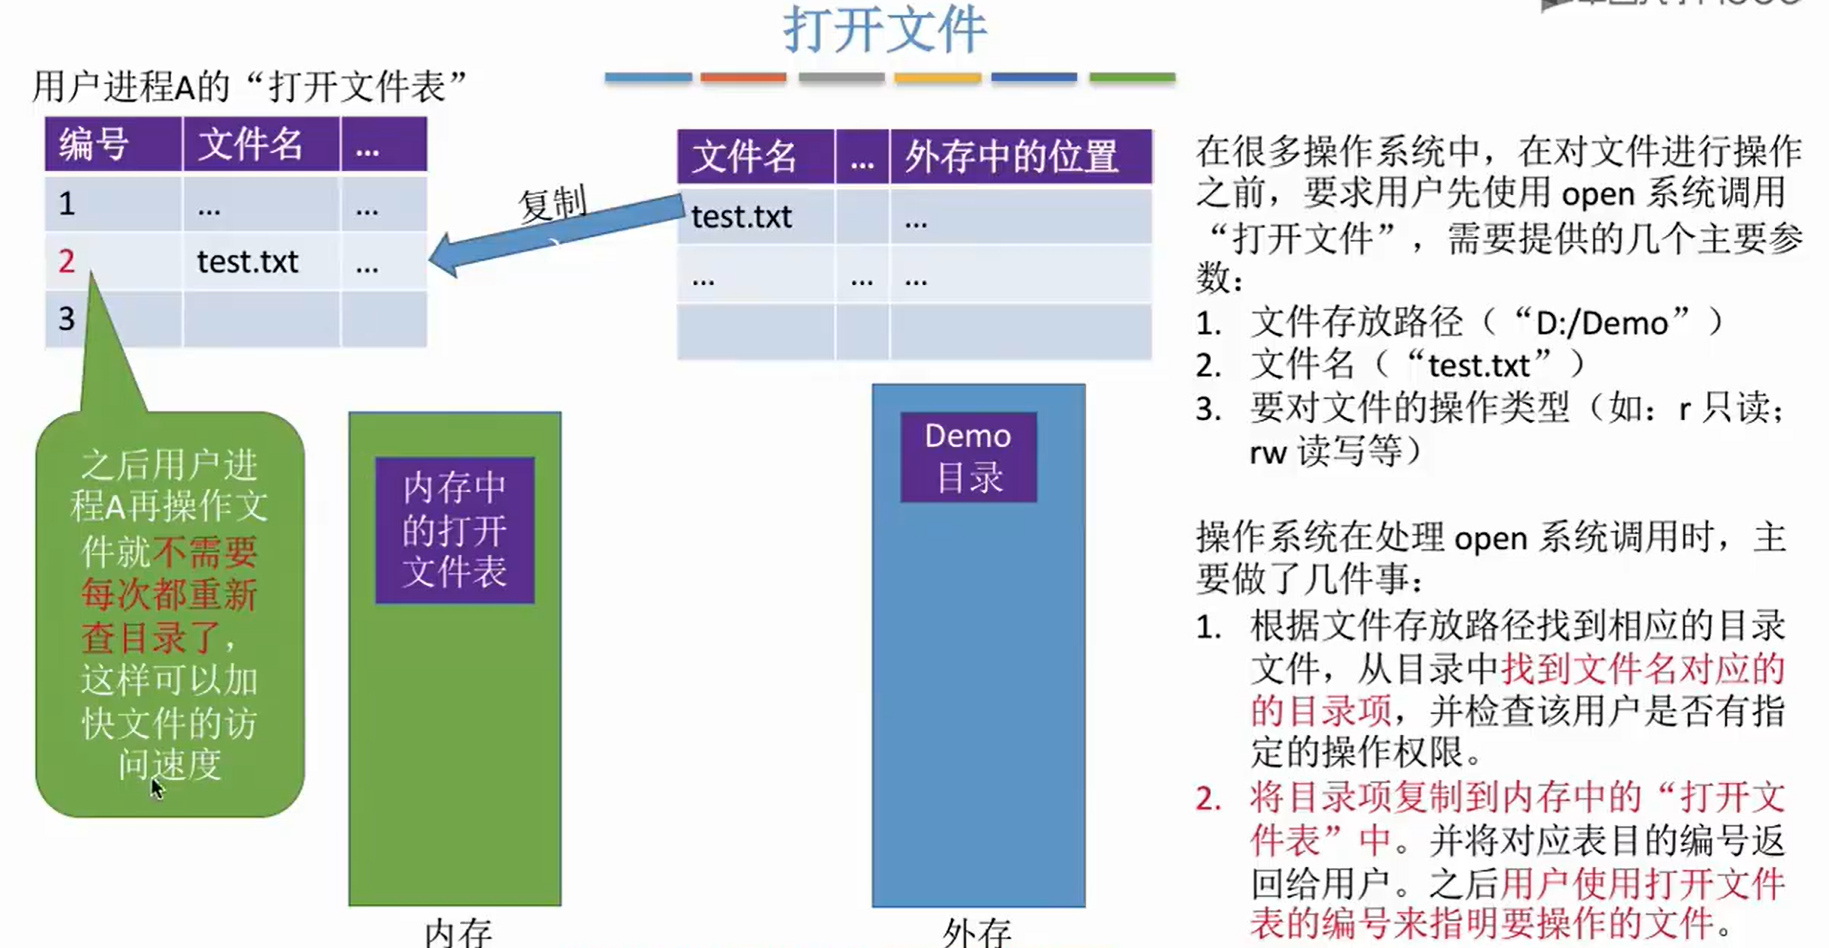 打开文件
用户进程A的“打开文件表”
编号 文件名 ...
1 ... ...
2 test.txt ...
3
复制
文件名 ... 外存中的位置
test.txt ...
... ... ...
之后用户进
程A再操作文
件就不需要
每次都重新
查目录了，
这样可以加
快文件的访
问速度
内存中
的打开
文件表
内存
Demo
目录
外存
在很多操作系统中，在对文件进行操作
之前，要求用户先使用 open 系统调用
“打开文件”，需要提供的几个主要参
数：
1. 文件存放路径（“D:/Demo”）
2. 文件名（“test.txt”）
3. 要对文件的操作类型（如：r 只读；
rw 读写等）
操作系统在处理 open 系统调用时，主
要做了几件事：
1. 根据文件存放路径找到相应的目录
文件，从目录中找到文件名对应的
的目录项，并检查该用户是否有指
定的操作权限。
2. 将目录项复制到内存中的“打开文
件表”中。并将对应表目的编号返
回给用户。之后用户使用打开文件
表的编号来指明要操作的文件。